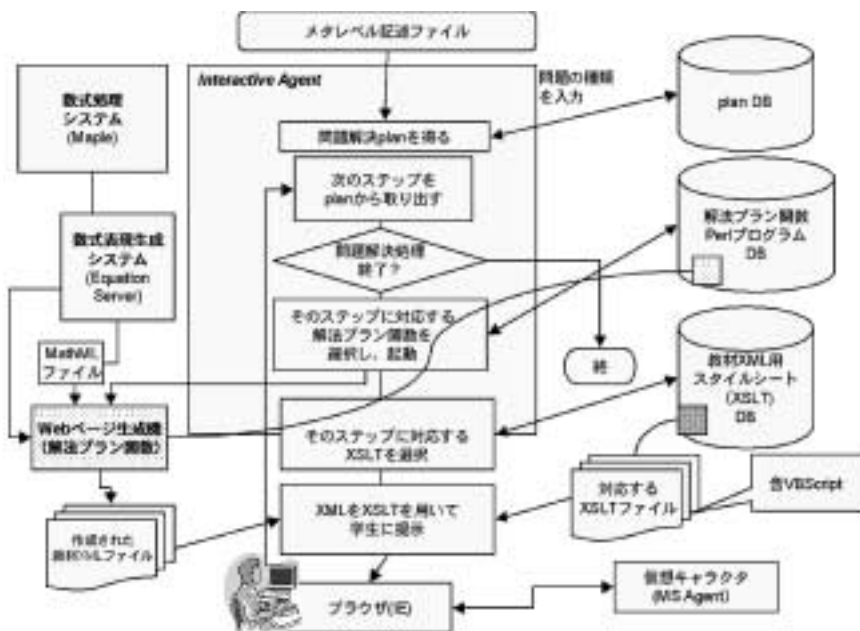 メタレベル記述ファイル
Interactive Agent
問題の種類
を入力
plan DB
数式処理
システム
(Maple)
問題解決planを得る
次のステップを
planから取り出す
解法プラン関数
Perlプログラム
DB
数式表現生成
システム
(Equation
Server)
問題解決処理
終了？
そのステップに対応する
解法プラン関数を
選択し、起動
MathML
ファイル
終
教材XML用
スタイルシート
(XSLT)
DB
Webページ生成機
(解法プラン関数)
そのステップに対応する
XSLTを選択
対応する
XSLTファイル
含VBScript
XMLをXSLTを用いて
学生に提示
作成された
教材XMLファイル
ブラウザ(IE)
仮想キャラクタ
(MS Agent)